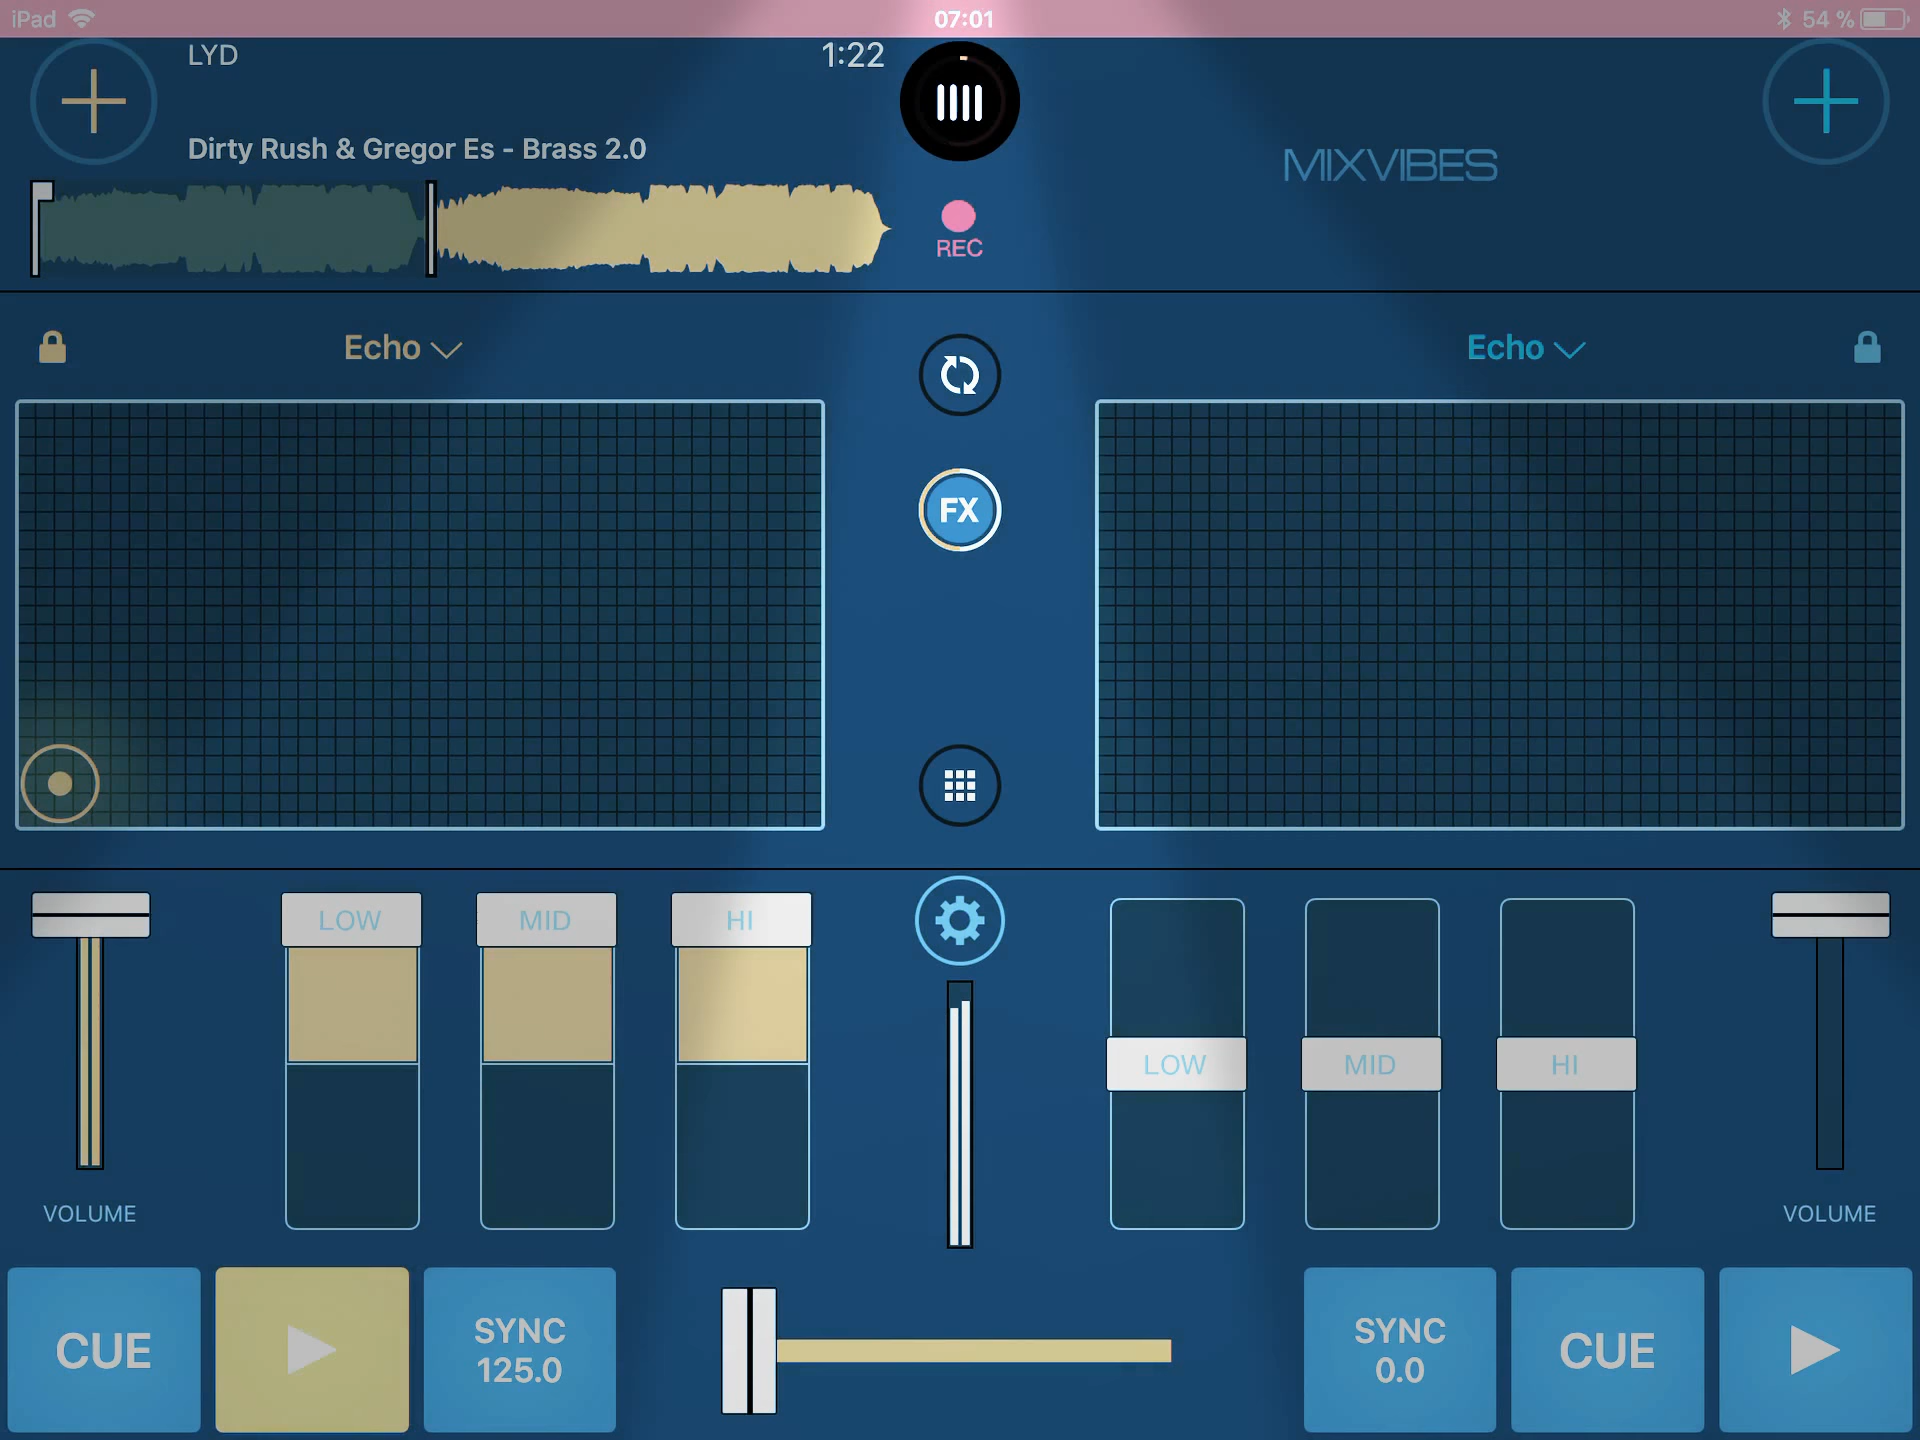 iPad 07:01 54 %
LYD 1:22
Dirty Rush & Gregor Es - Brass 2.0
MIXVIBES
REC
Echo Echo
FX
LOW MID HI
LOW MID HI
VOLUME VOLUME
CUE SYNC 125.0 SYNC 0.0 CUE